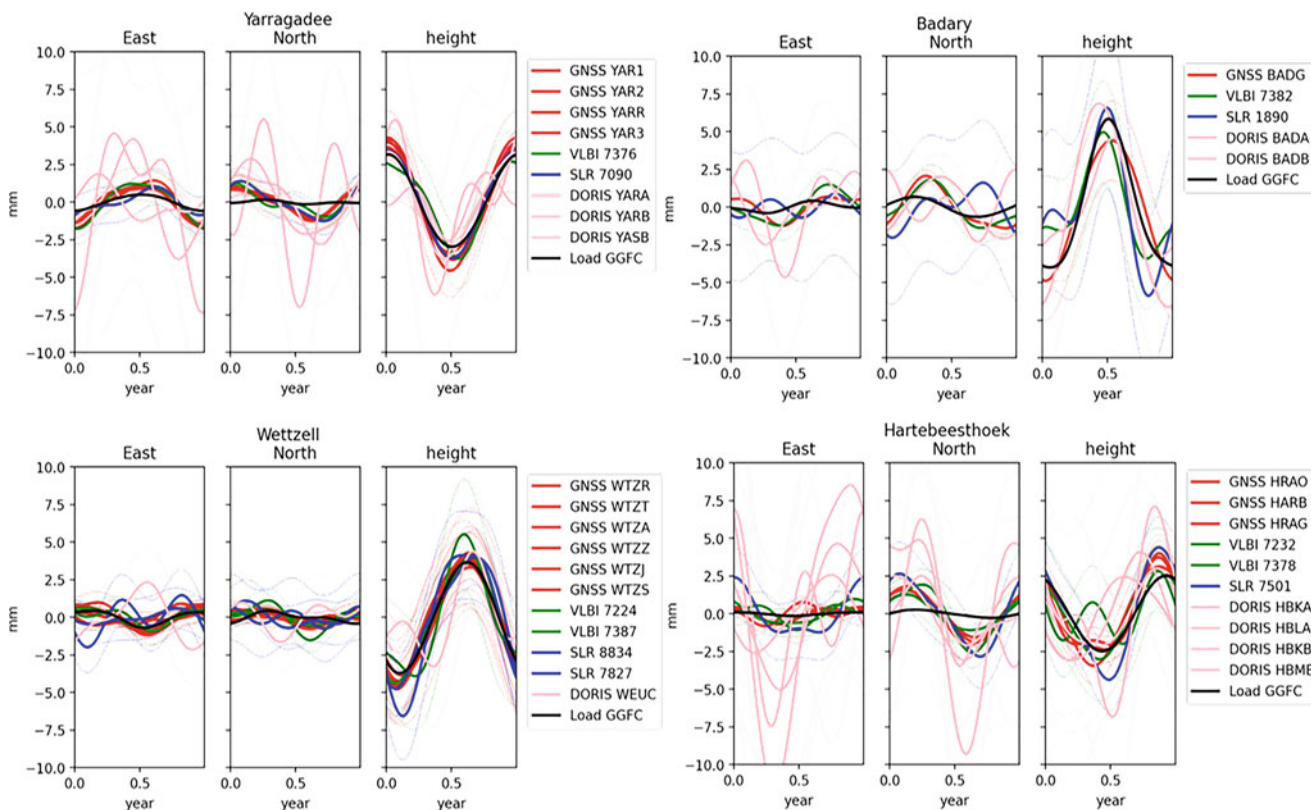 Yarragadee
East North height
10.0
7.5
5.0
2.5
0.0
−2.5
−5.0
−7.5
−10.0
mm
0.0 0.5 0.0 0.5 0.0 0.5
year year year
GNSS YAR1
GNSS YAR2
GNSS YARR
GNSS YAR3
VLBI 7376
SLR 7090
DORIS YARA
DORIS YARB
DORIS YASB
Load GGFC
Badary
East North height
10.0
7.5
5.0
2.5
0.0
−2.5
−5.0
−7.5
−10.0
mm
0.0 0.5 0.0 0.5 0.0 0.5
year year year
GNSS BADG
VLBI 7382
SLR 1890
DORIS BADA
DORIS BADB
Load GGFC
Wettzell
East North height
10.0
7.5
5.0
2.5
0.0
−2.5
−5.0
−7.5
−10.0
mm
0.0 0.5 0.0 0.5 0.0 0.5
year year year
GNSS WTZR
GNSS WTZT
GNSS WTZA
GNSS WTZZ
GNSS WTZJ
GNSS WTZS
VLBI 7224
VLBI 7387
SLR 8834
SLR 7827
DORIS WEUC
Load GGFC
Hartebeesthoek
East North height
10.0
7.5
5.0
2.5
0.0
−2.5
−5.0
−7.5
−10.0
mm
0.0 0.5 0.0 0.5 0.0 0.5
year year year
GNSS HRAO
GNSS HARB
GNSS HRAG
VLBI 7232
VLBI 7378
SLR 7501
DORIS HBKA
DORIS HBLA
DORIS HBKB
DORIS HBMB
Load GGFC